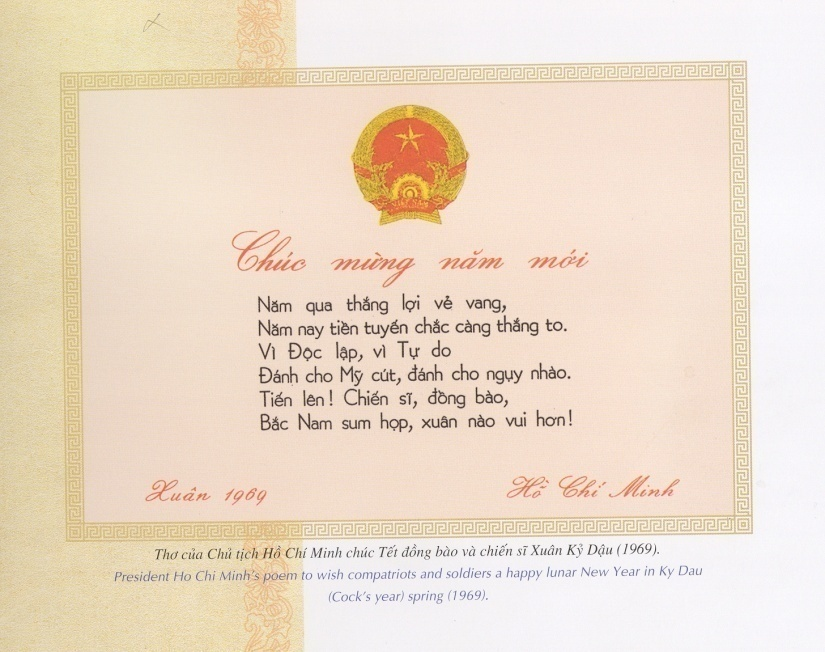 VIỆT NAM
Chúc mừng năm mới
Năm qua thắng lợi vẻ vang,
Năm nay tiền tuyến chắc càng thắng to.
Vì Độc lập, vì Tự do
Đánh cho Mỹ cút, đánh cho ngụy nhào.
Tiến lên! Chiến sĩ, đồng bào,
Bắc Nam sum họp, xuân nào vui hơn!
Xuân 1969
Hồ Chí Minh
Thơ của Chủ tịch Hồ Chí Minh chúc Tết đồng bào và chiến sĩ Xuân Kỷ Dậu (1969).
President Ho Chi Minh's poem to wish compatriots and soldiers a happy lunar New Year in Ky Dau
(Cock's year) spring (1969).